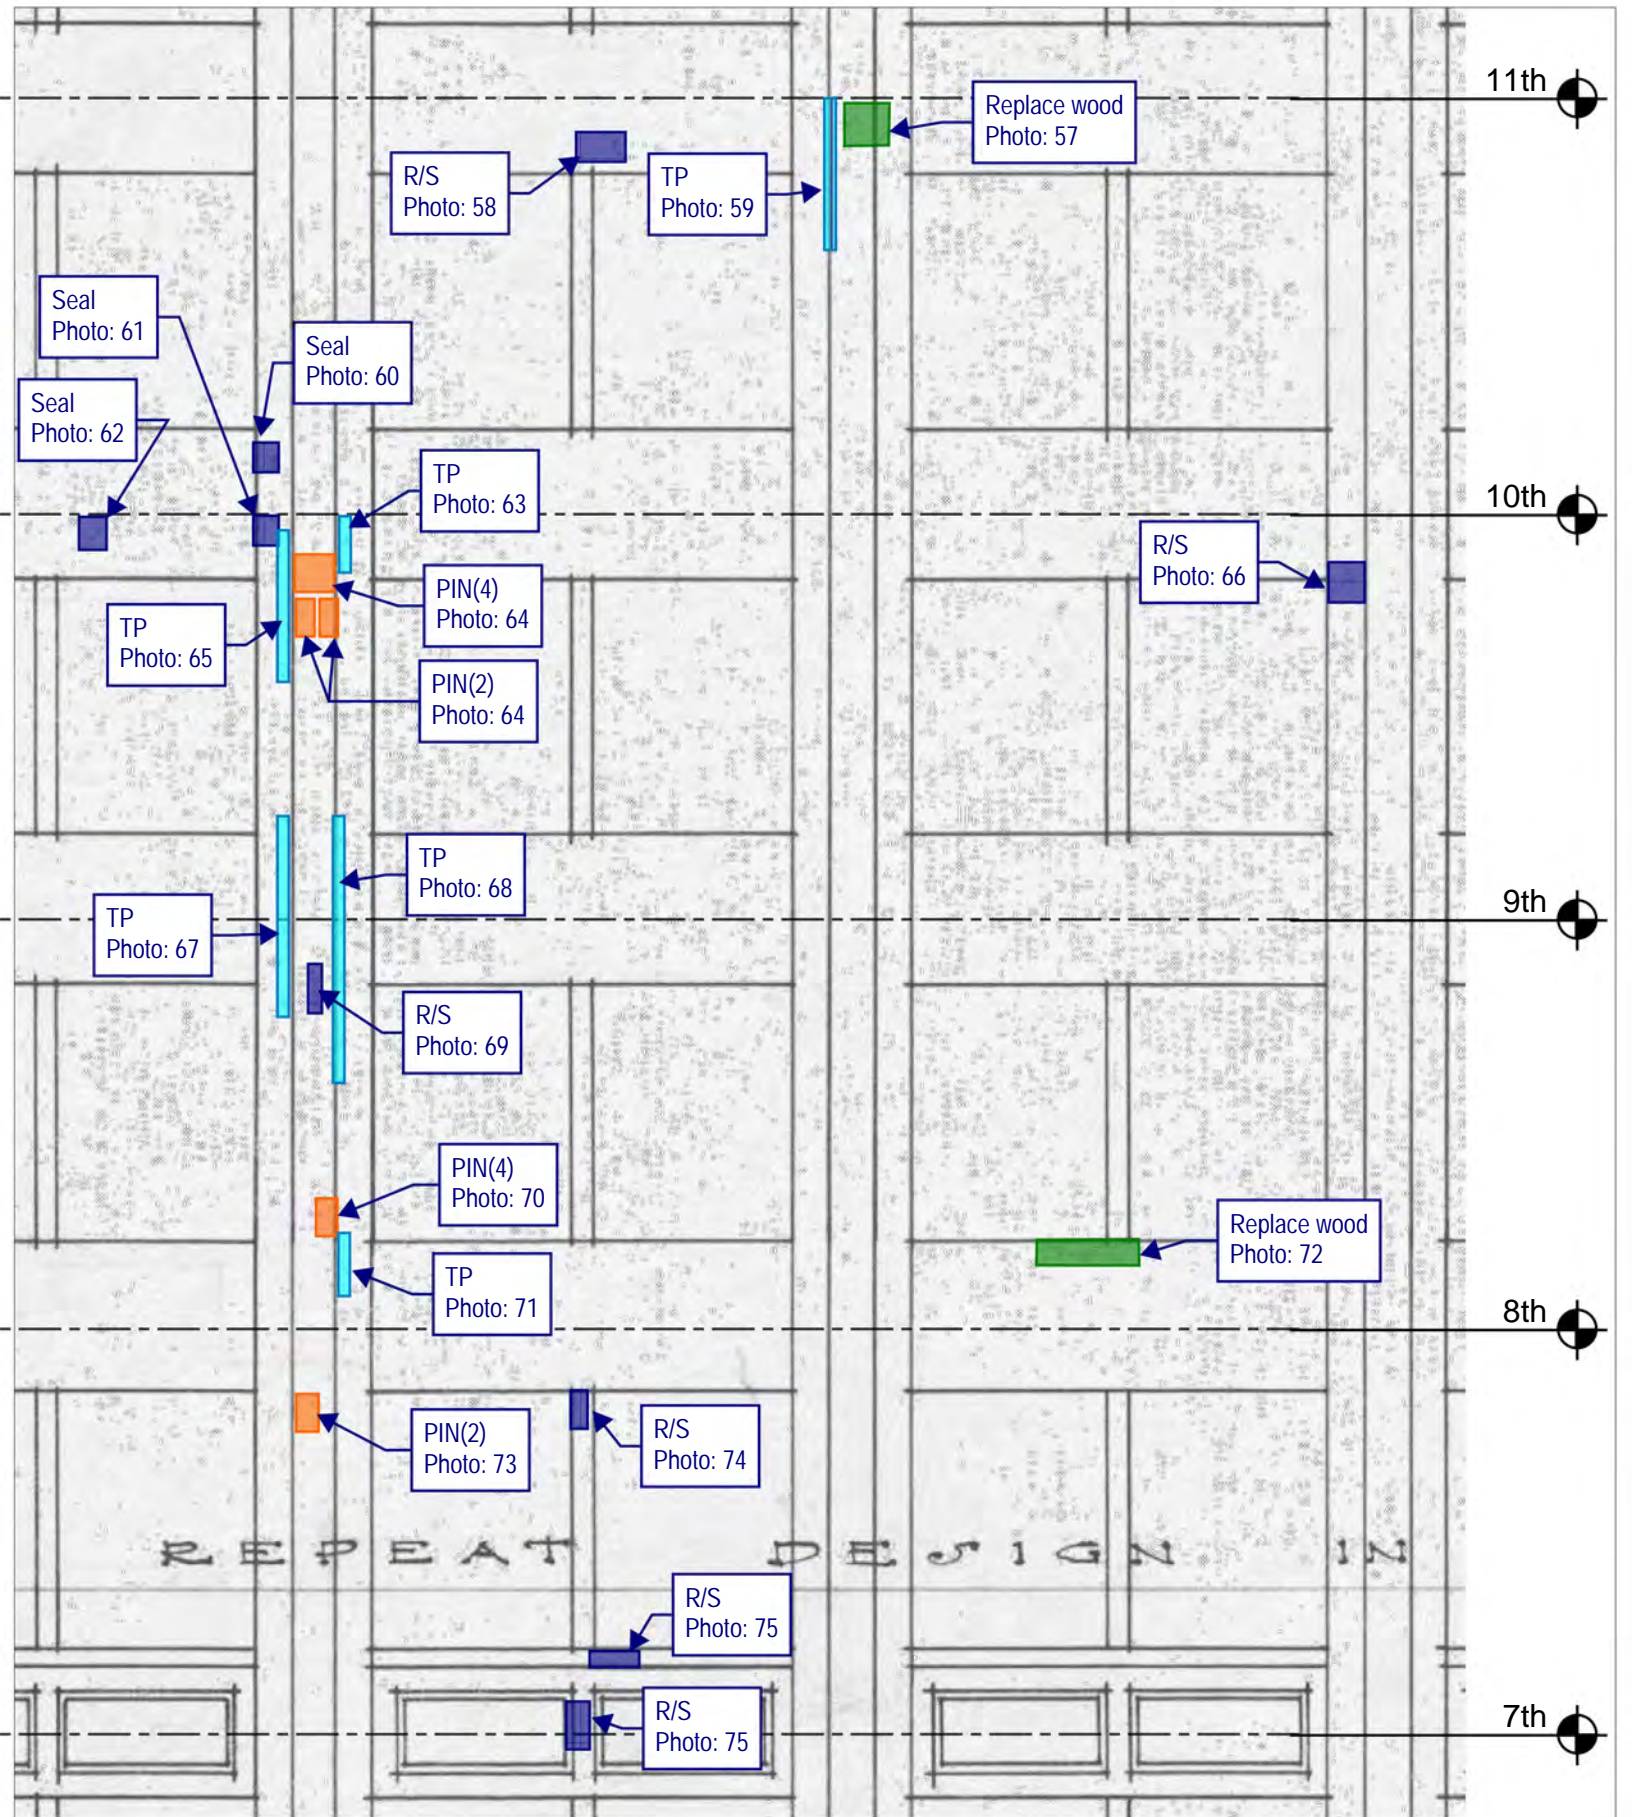 11th
Replace wood
Photo: 57
R/S
Photo: 58
TP
Photo: 59
Seal
Photo: 61
Seal
Photo: 60
Seal
Photo: 62
TP
Photo: 63
10th
R/S
Photo: 66
PIN(4)
Photo: 64
TP
Photo: 65
PIN(2)
Photo: 64
TP
Photo: 68
TP
Photo: 67
9th
R/S
Photo: 69
PIN(4)
Photo: 70
Replace wood
Photo: 72
TP
Photo: 71
8th
PIN(2)
Photo: 73
R/S
Photo: 74
REPEAT DESIGN IN
R/S
Photo: 75
R/S
Photo: 75
7th